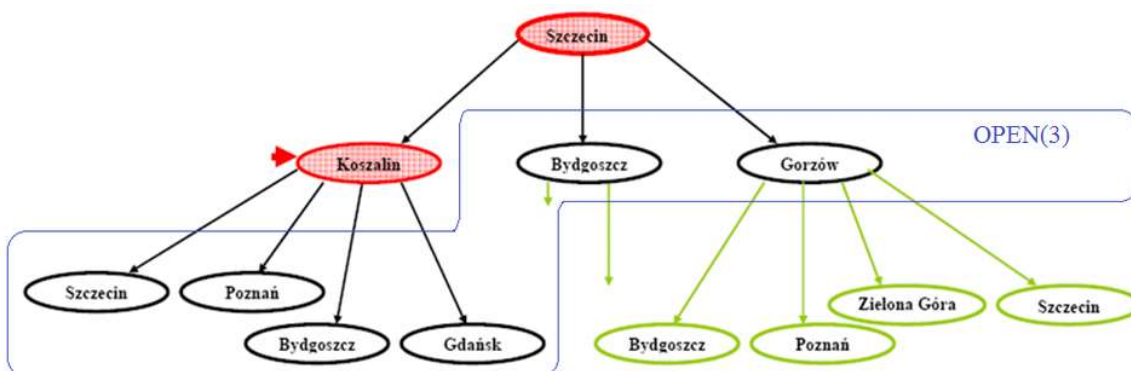 Szczecin
OPEN(3)
Koszalin
Bydgoszcz
Gorzów
Szczecin
Poznań
Zielona Góra
Szczecin
Bydgoszcz
Gdańsk
Bydgoszcz
Poznań